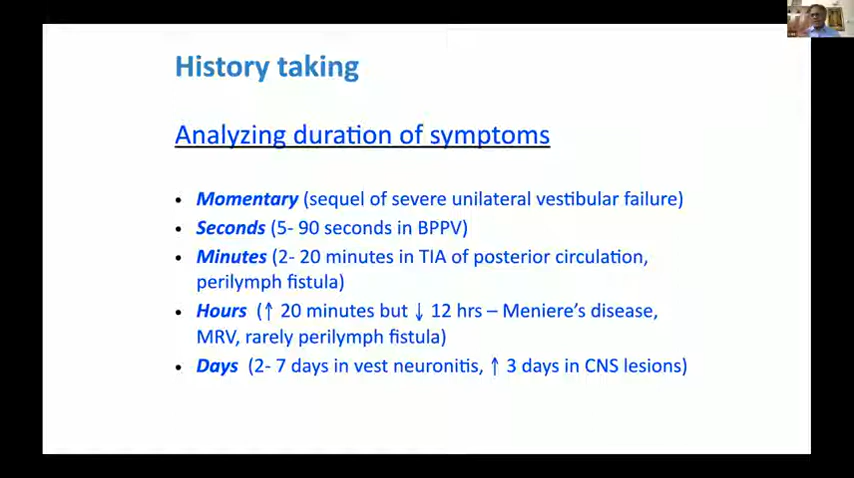 History taking
Analyzing duration of symptoms
• Momentary (sequel of severe unilateral vestibular failure)
• Seconds (5- 90 seconds in BPPV)
• Minutes (2- 20 minutes in TIA of posterior circulation,
perilymph fistula)
• Hours (↑ 20 minutes but ↓ 12 hrs – Meniere's disease,
MRV, rarely perilymph fistula)
• Days (2- 7 days in vest neuronitis, ↑ 3 days in CNS lesions)